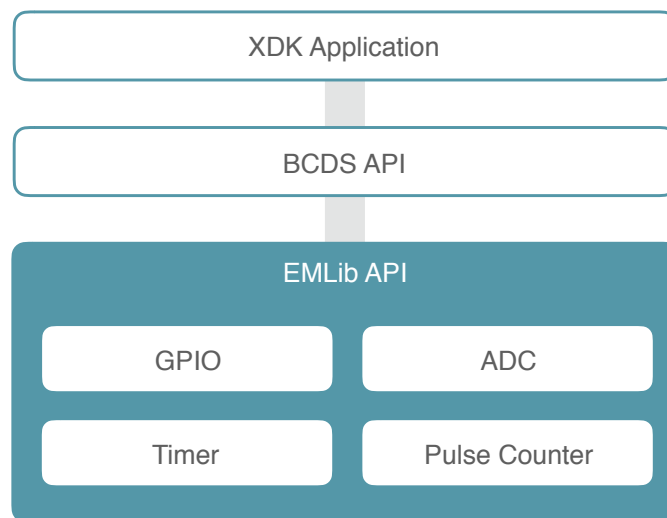 XDK Application
BCDS API
EMLib API
GPIO
ADC
Timer
Pulse Counter